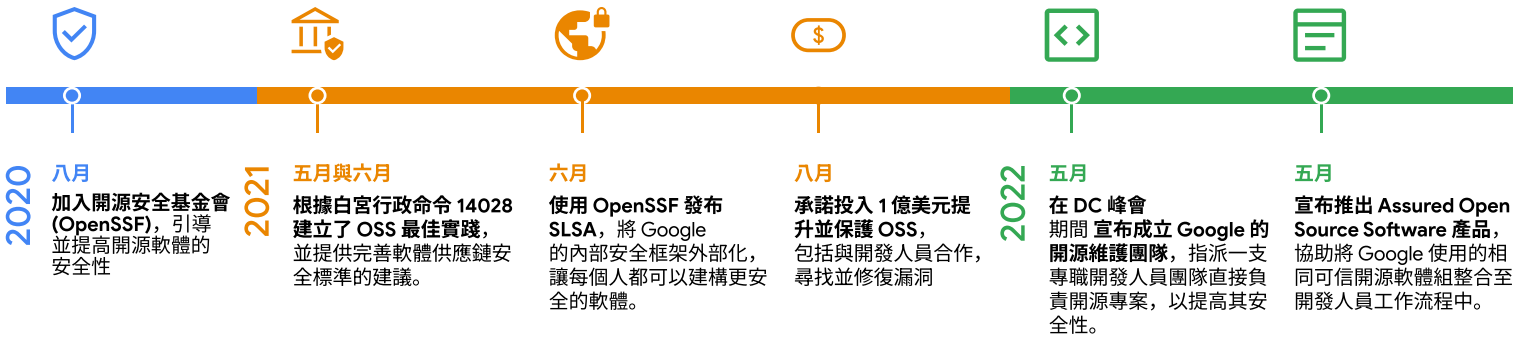 2020
八月
加入開源安全基金會
(OpenSSF)，引導
並提高開源軟體的
安全性
2021
五月與六月
根據白宮行政命令 14028
建立了 OSS 最佳實踐，
並提供完善軟體供應鏈安
全標準的建議。
六月
使用 OpenSSF 發布
SLSA，將 Google
的內部安全框架外部化，
讓每個人都可以建構更安
全的軟體。
八月
承諾投入 1 億美元提
升並保護 OSS，
包括與開發人員合作，
尋找並修復漏洞
2022
五月
在 DC 峰會
期間 宣布成立 Google 的
開源維護團隊，指派一支
專職開發人員團隊直接負
責開源專案，以提高其安
全性。
五月
宣布推出 Assured Open
Source Software 產品，
協助將 Google 使用的相
同可信開源軟體組整合至
開發人員工作流程中。